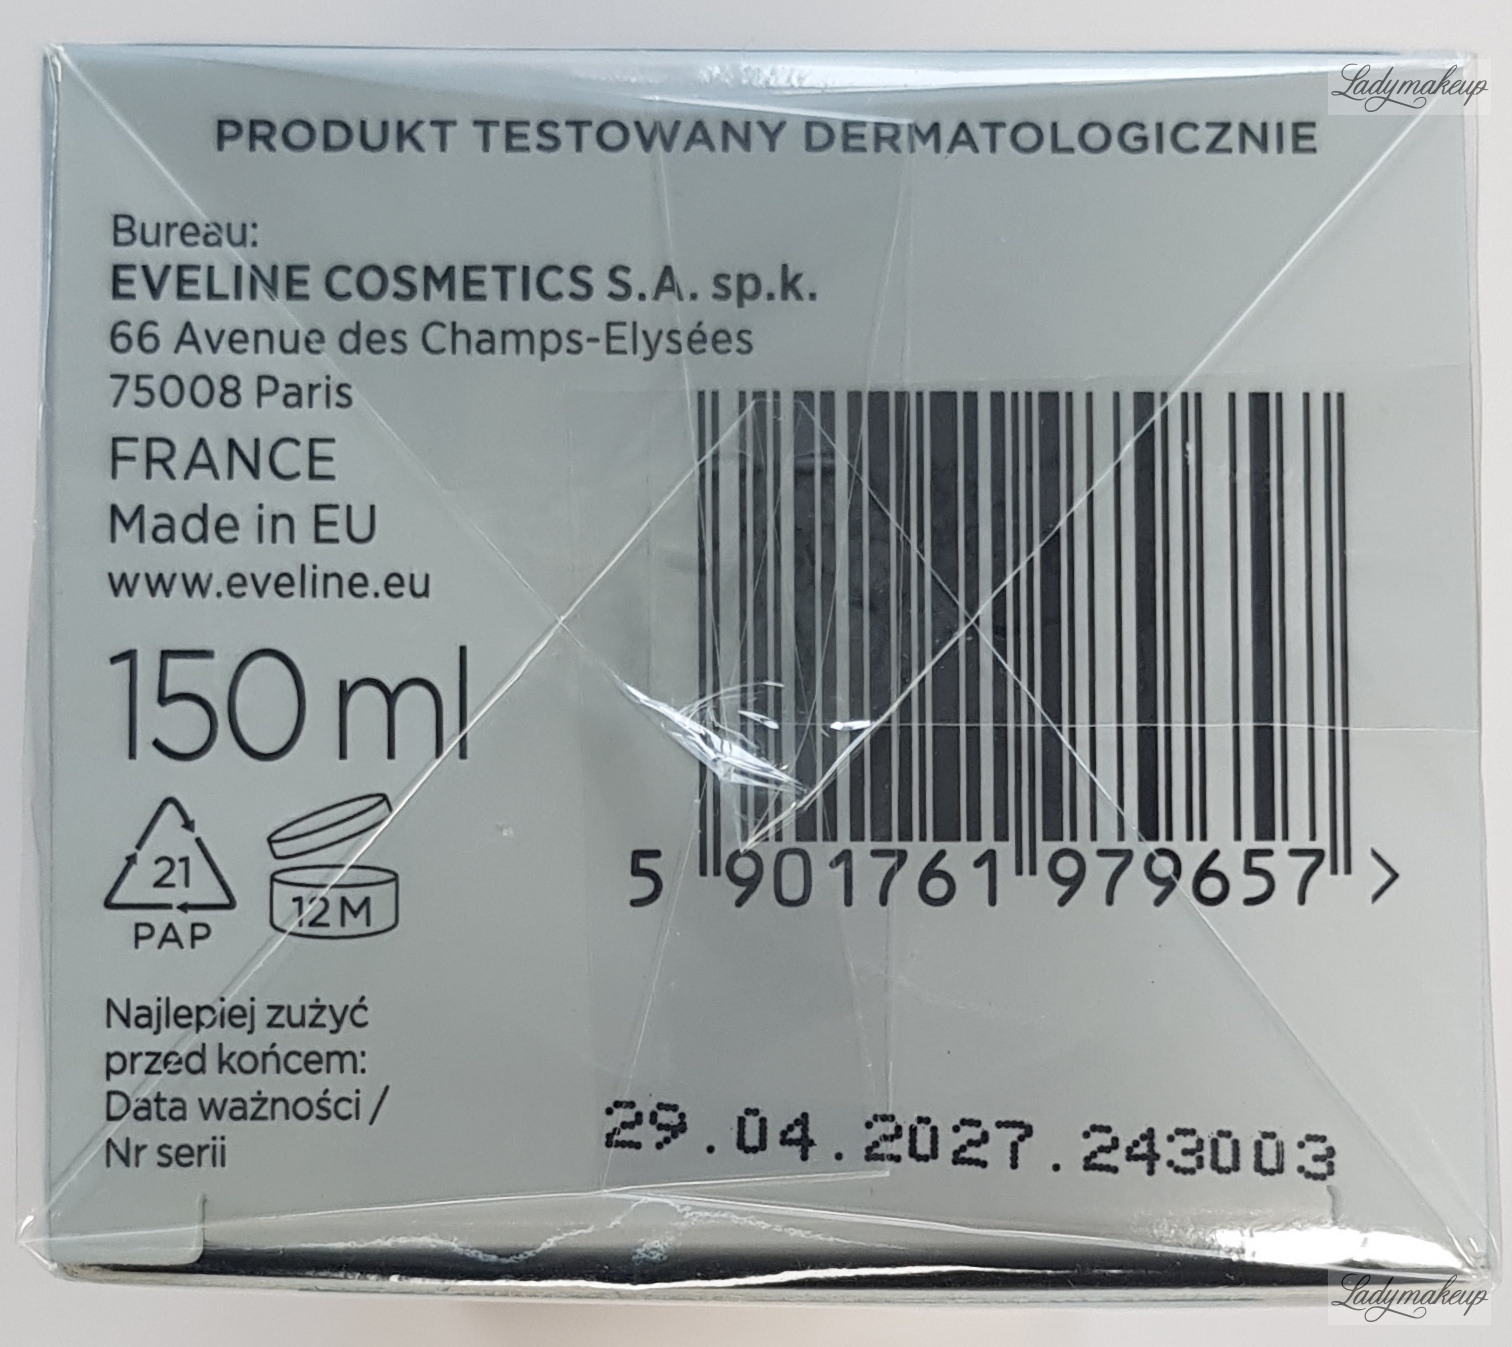 Ladymakeup
PRODUKT TESTOWANY DERMATOLOGICZNIE
Bureau:
EVELINE COSMETICS S.A. sp.k.
66 Avenue des Champs-Elysées
75008 Paris
FRANCE
Made in EU
www.eveline.eu
150 ml
21
PAP
12 M
5 901761 979657 >
Najlepiej zużyć
przed końcem:
Data ważności /
Nr serii
29.04.2027.243003
Ladymakeup